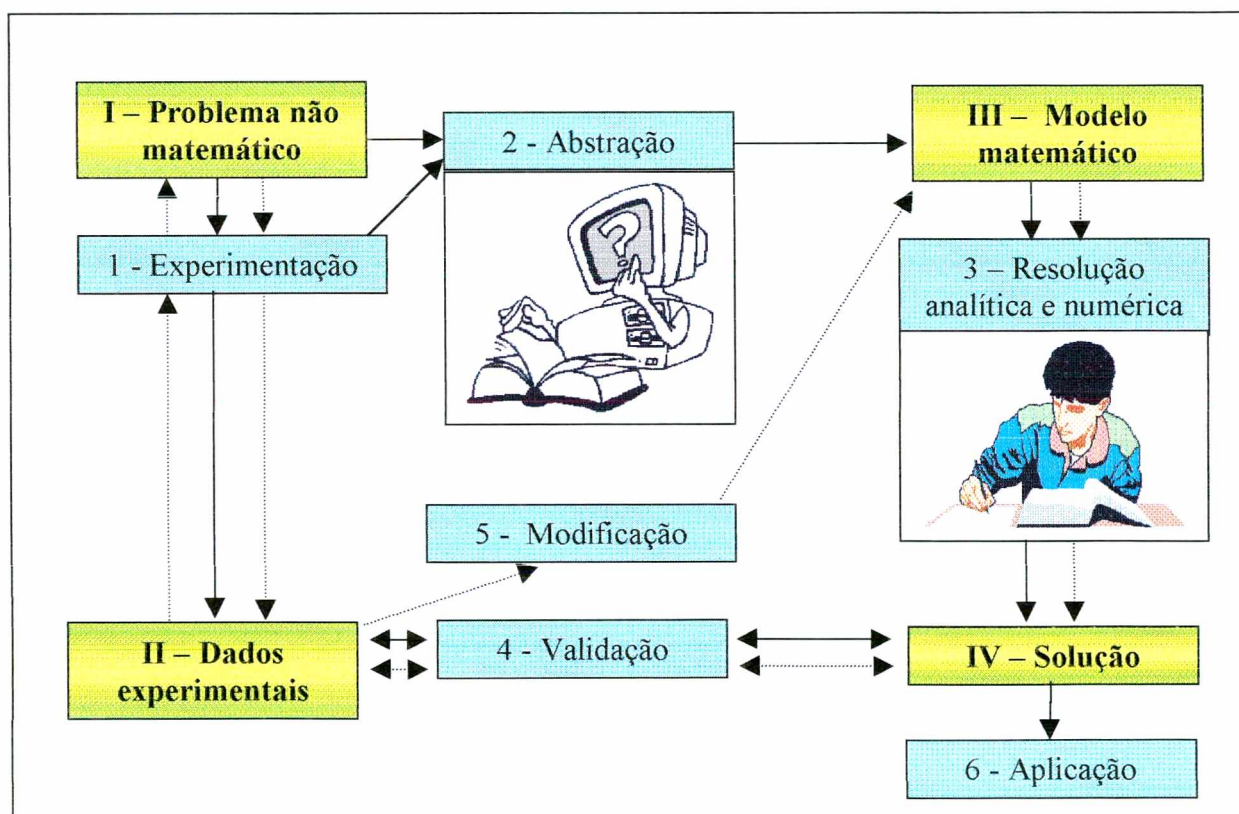 I – Problema não
matemático
2 - Abstração
III – Modelo
matemático
1 - Experimentação
?
3 – Resolução
analítica e numérica
5 - Modificação
II – Dados
experimentais
4 - Validação
IV – Solução
6 - Aplicação